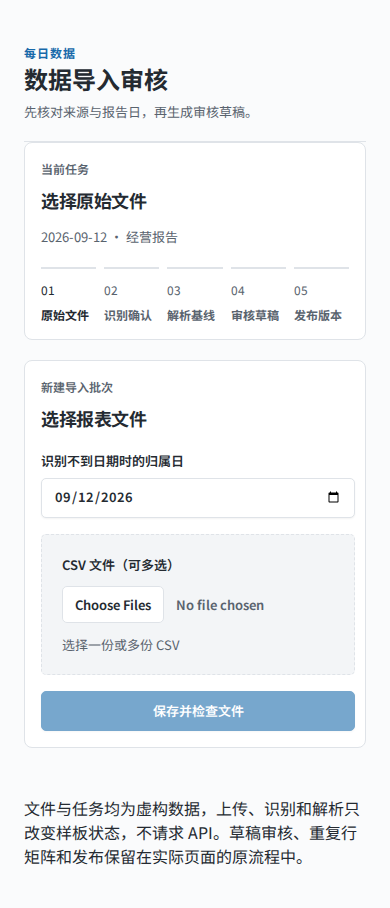 每日数据
数据导入审核
先核对来源与报告日，再生成审核草稿。
当前任务
选择原始文件
2026-09-12 · 经营报告
01 02 03 04 05
原始文件 识别确认 解析基线 审核草稿 发布版本
新建导入批次
选择报表文件
识别不到日期时的归属日
09/12/2026
CSV 文件（可多选）
Choose Files No file chosen
选择一份或多份 CSV
保存并检查文件
文件与任务均为虚构数据，上传、识别和解析只
改变样板状态，不请求 API。草稿审核、重复行
矩阵和发布保留在实际页面的原流程中。